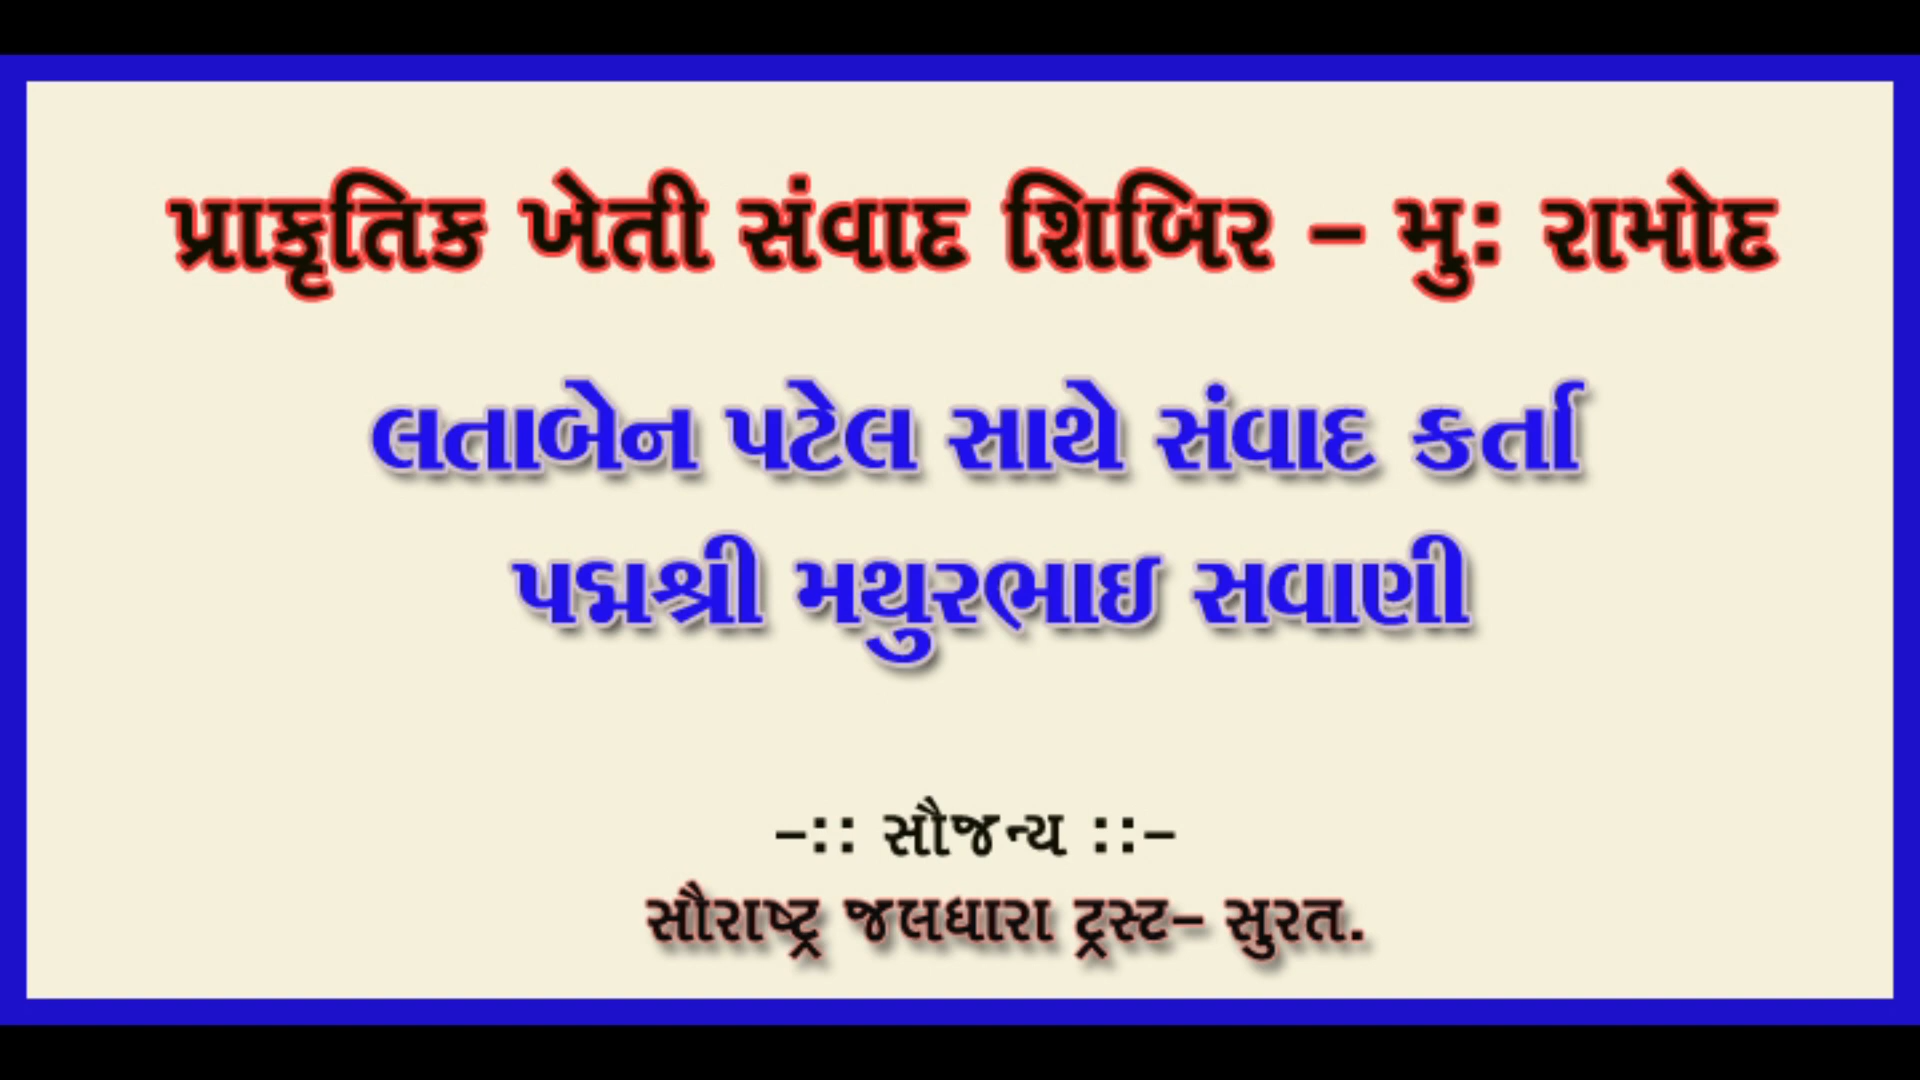 પ્રાકૃતિક ખેતી સંવાદ શિબિર – મુ: રામોદ
લતાબેન પટેલ સાથે સંવાદ કર્તા
પદ્મશ્રી મથુરભાઇ સવાણી
-:: સૌજન્ય ::-
સૌરાષ્ટ્ર જલધારા ટ્રસ્ટ– સુરત.